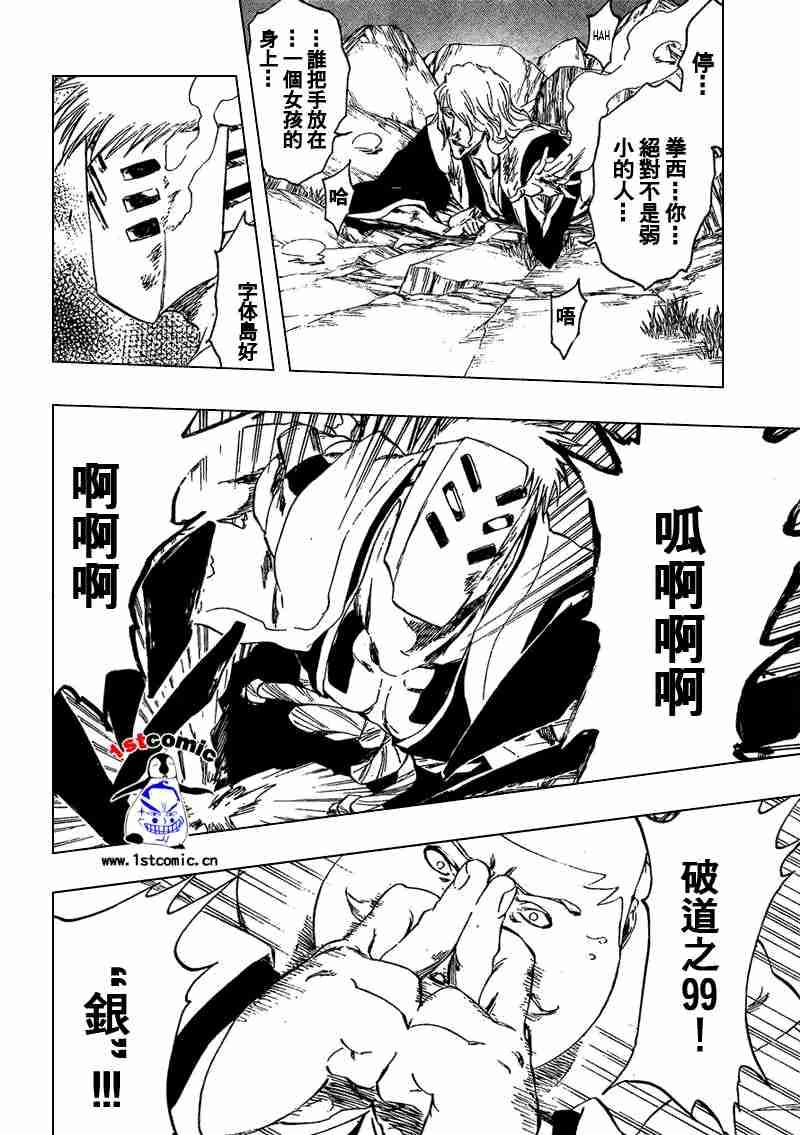 停…
HAH
拳西…你…
絕對不是弱
小的人…
…誰把手放在
…一個女孩的
身上…
哈
唔
字体島好
呱啊啊啊
啊啊啊
1stcomic
www.1stcomic.cn
破道之99！
"銀"!!!